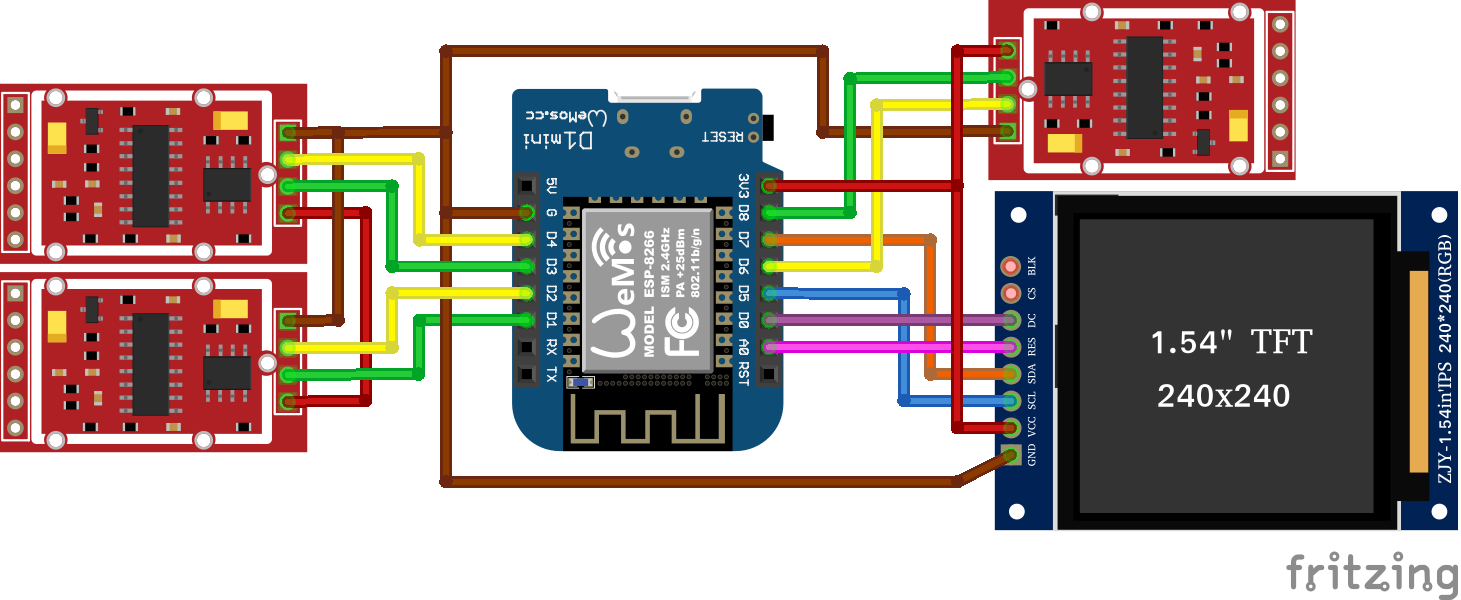 WeMos.cc
D1 mini
RESET
5V
G
D4
D3
D2
D1
RX
TX
3V3
D8
D7
D6
D5
D0
A0
RST
WeMos
MODEL ESP-8266
ISM 2.4GHz
PA +25dBm
802.11b/g/n
FC
BLK
CS
DC
RES
SDA
SCL
VCC
GND
1.54" TFT
240x240
ZJY-1.54in'IPS 240*240(RGB)
fritzing